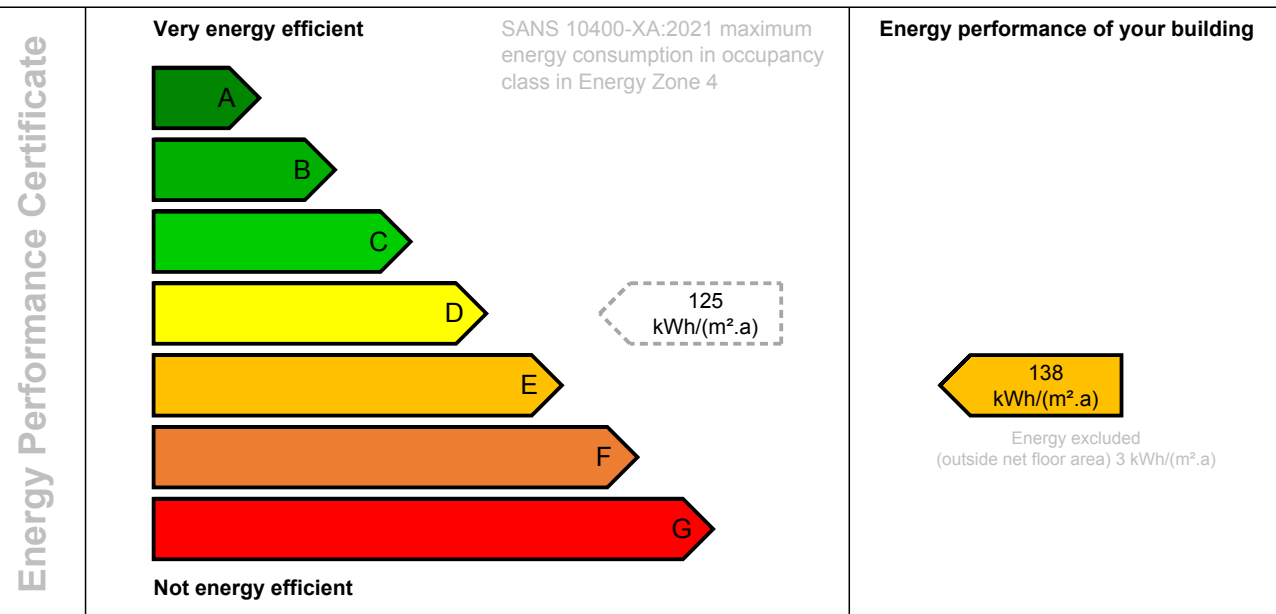 Energy Performance Certificate
Very energy efficient
SANS 10400-XA:2021 maximum
energy consumption in occupancy
class in Energy Zone 4
A
B
C
D
125
kWh/(m².a)
E
F
G
Not energy efficient
Energy performance of your building
138
kWh/(m².a)
Energy excluded
(outside net floor area) 3 kWh/(m².a)